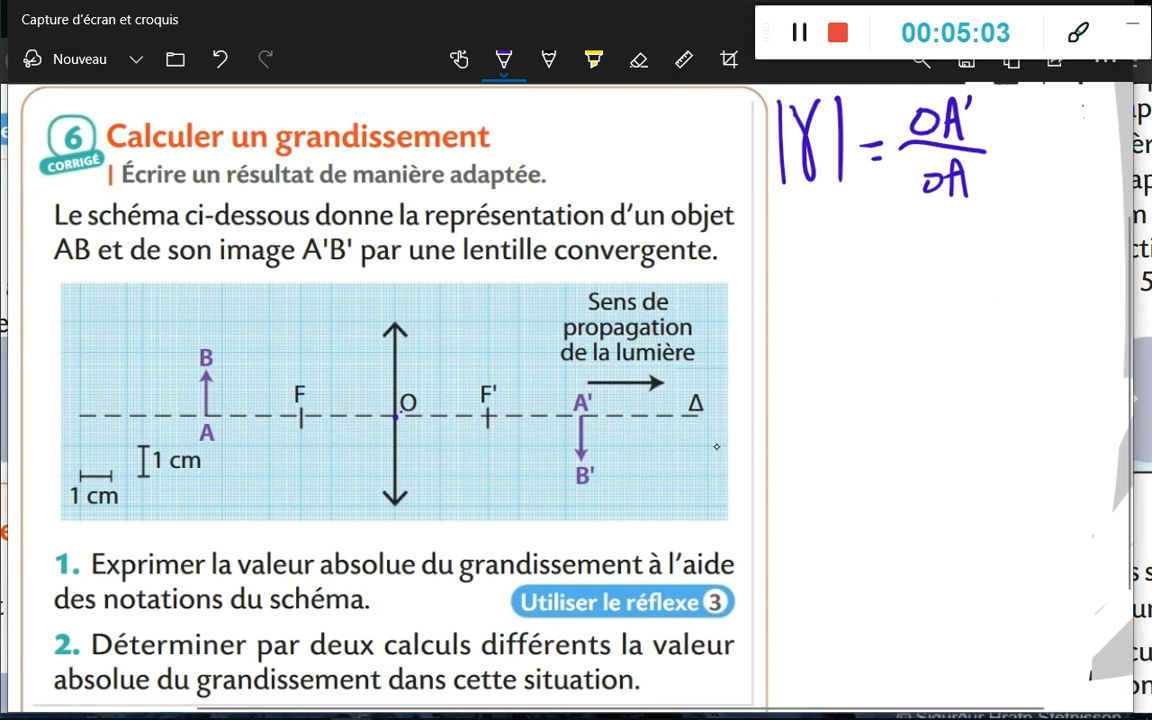 Capture d'écran et croquis
00:05:03
Nouveau
6
CORRIGÉ
Calculer un grandissement
| Écrire un résultat de manière adaptée.
Le schéma ci-dessous donne la représentation d'un objet
AB et de son image A'B' par une lentille convergente.
Sens de
propagation
de la lumière
B
F
O
F'
A'
Δ
A
B'
1 cm
1 cm
1. Exprimer la valeur absolue du grandissement à l'aide
des notations du schéma.
Utiliser le réflexe 3
2. Déterminer par deux calculs différents la valeur
absolue du grandissement dans cette situation.
|γ| = OA'/OA